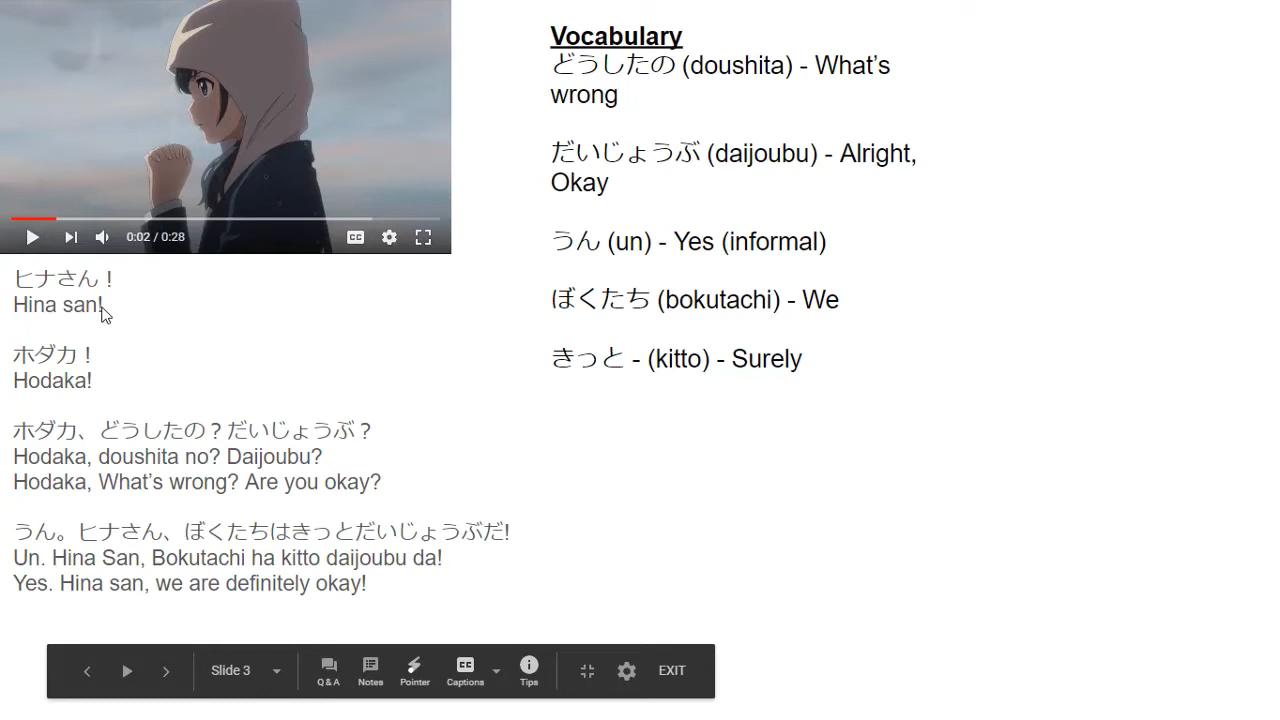 0:02 / 0:28
CC
ヒナさん！
Hina san!
ホダカ！
Hodaka!
ホダカ、どうしたの？だいじょうぶ？
Hodaka, doushita no? Daijoubu?
Hodaka, What’s wrong? Are you okay?
うん。ヒナさん、ぼくたちはきっとだいじょうぶだ!
Un. Hina San, Bokutachi ha kitto daijoubu da!
Yes. Hina san, we are definitely okay!
Vocabulary
どうしたの (doushita) - What’s
wrong
だいじょうぶ (daijoubu) - Alright,
Okay
うん (un) - Yes (informal)
ぼくたち (bokutachi) - We
きっと - (kitto) - Surely
Slide 3
Q & A
Notes
Pointer
CC
Captions
Tips
EXIT